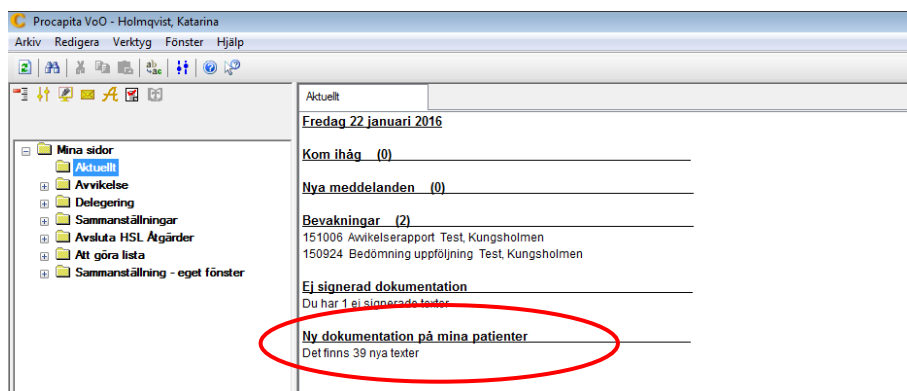 Procapita VoO - Holmqvist, Katarina
Arkiv Redigera Verktyg Fönster Hjälp
Aktuellt
Fredag 22 januari 2016
Mina sidor
Kom ihåg (0)
Aktuellt
Avvikelse
Nya meddelanden (0)
Delegering
Sammanställningar
Bevakningar (2)
Avsluta HSL Åtgärder
151006 Avvikelserapport Test, Kungsholmen
Att göra lista
150924 Bedömning uppföljning Test, Kungsholmen
Sammanställning - eget fönster
Ej signerad dokumentation
Du har 1 ej signerade texter
Ny dokumentation på mina patienter
Det finns 39 nya texter